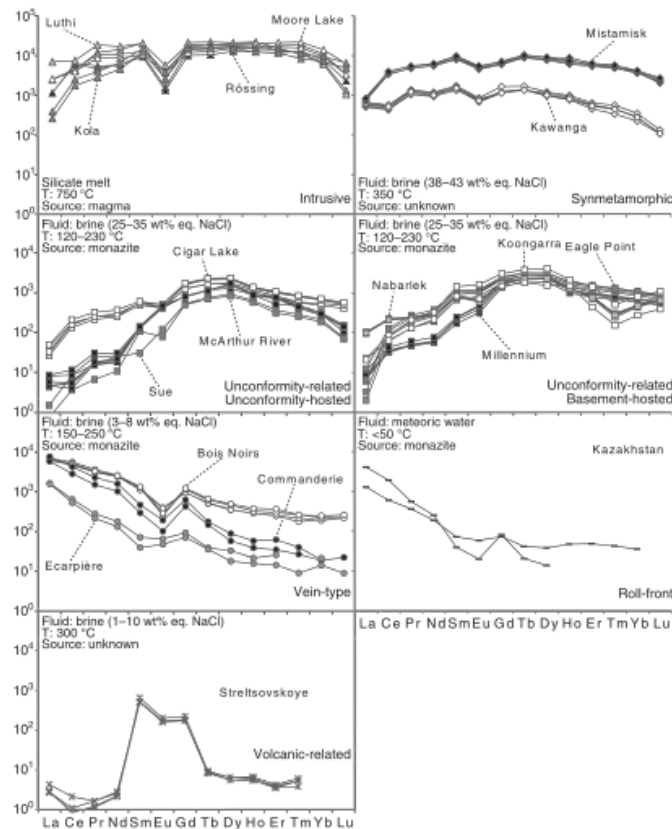 10⁵
10⁴
10³
10²
10¹
10⁰
Luthi
Moore Lake
Rössing
Kola
Silicate melt
T: 750 °C
Source: magma
Intrusive
Mistamisk
Kawanga
Fluid: brine (38–43 wt% eq. NaCl)
T: 350 °C
Source: unknown
Synmetamorphic
Fluid: brine (25–35 wt% eq. NaCl)
T: 120–230 °C
Source: monazite
10⁴
10³
10²
10¹
10⁰
Cigar Lake
McArthur River
Sue
Unconformity-related
Unconformity-hosted
Fluid: brine (25–35 wt% eq. NaCl)
T: 120–230 °C
Source: monazite
Koongarra
Eagle Point
Nabarlek
Millennium
Unconformity-related
Basement-hosted
Fluid: brine (3–8 wt% eq. NaCl)
T: 150–250 °C
Source: monazite
10⁴
10³
10²
10¹
10⁰
Bois Noirs
Commanderie
Ecarpière
Vein-type
Fluid: meteoric water
T: <50 °C
Source: monazite
Kazakhstan
Roll-front
La Ce Pr Nd Sm Eu Gd Tb Dy Ho Er Tm Yb Lu
Fluid: brine (1–10 wt% eq. NaCl)
T: 300 °C
Source: unknown
10⁴
10³
10²
10¹
10⁰
Streltsovskoye
Volcanic-related
La Ce Pr Nd Sm Eu Gd Tb Dy Ho Er Tm Yb Lu